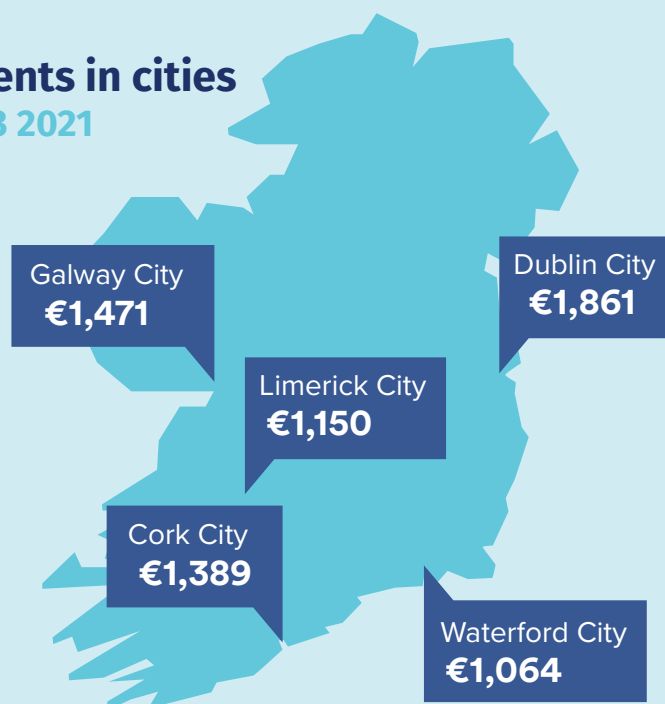 ents in cities
2021
Galway City
€1,471
Dublin City
€1,861
Limerick City
€1,150
Cork City
€1,389
Waterford City
€1,064